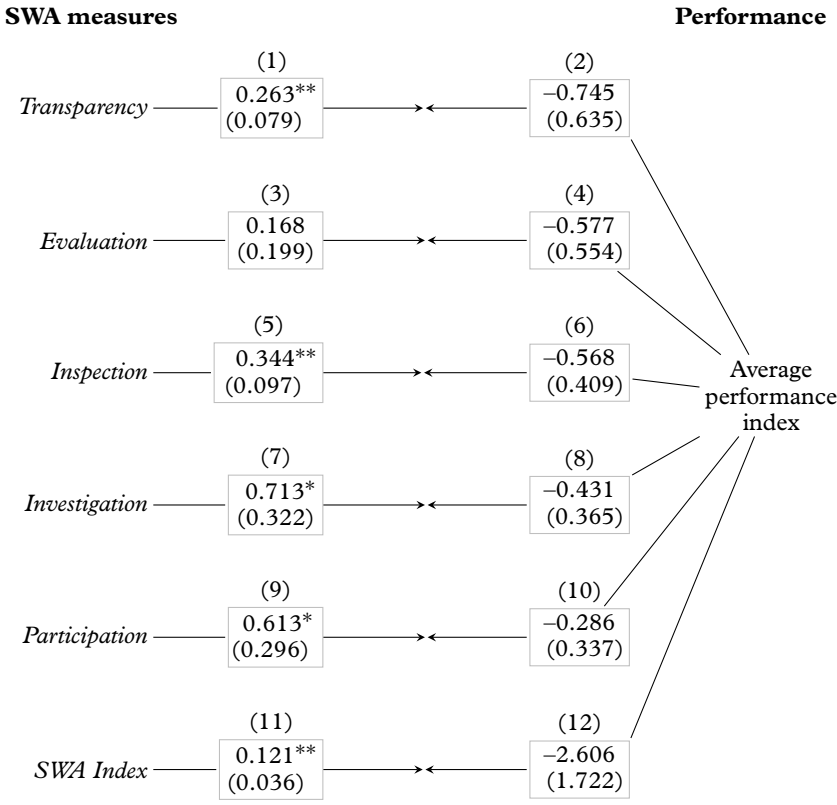 SWA measures Performance
(1) (2)
Transparency 0.263** −0.745
(0.079) (0.635)
(3) (4)
Evaluation 0.168 −0.577
(0.199) (0.554)
(5) (6)
Inspection 0.344** −0.568
(0.097) (0.409)
Average
performance
index
(7) (8)
Investigation 0.713* −0.431
(0.322) (0.365)
(9) (10)
Participation 0.613* −0.286
(0.296) (0.337)
(11) (12)
SWA Index 0.121** −2.606
(0.036) (1.722)